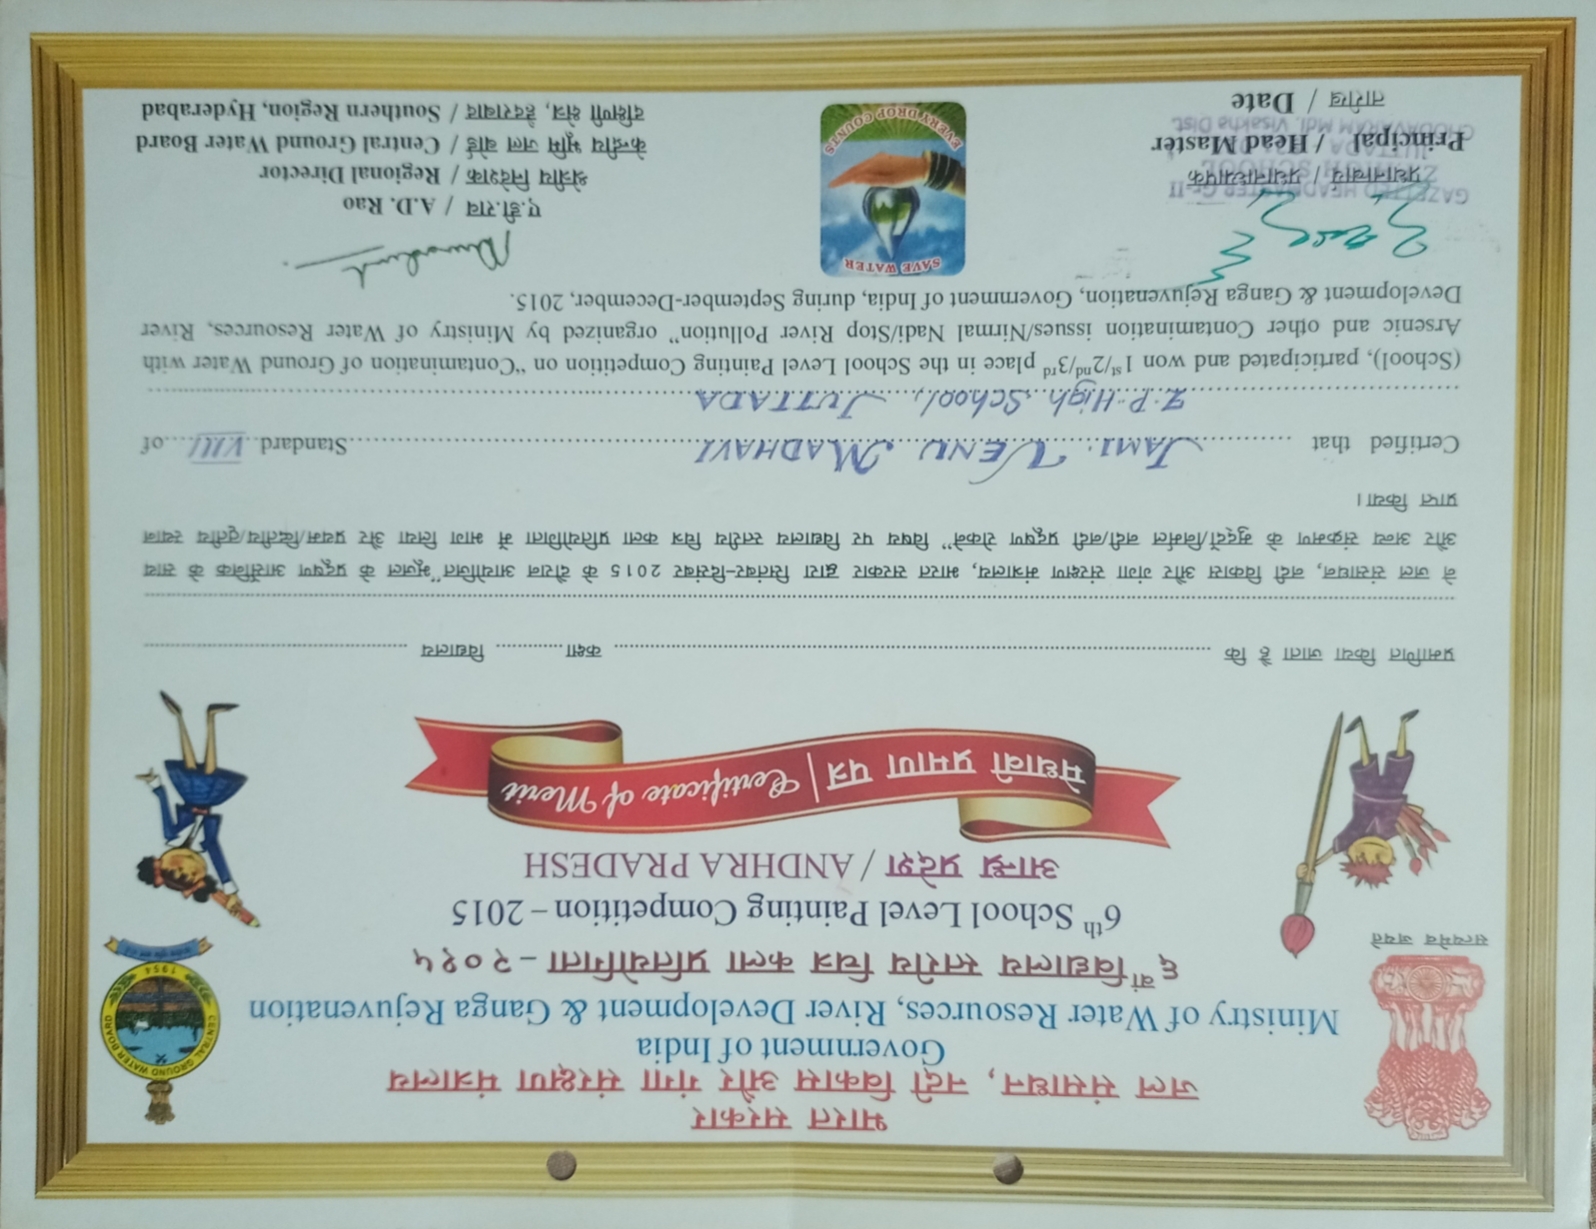 भारत सरकार
जल संसाधन, नदी विकास और गंगा संरक्षण मंत्रालय
Government of India
Ministry of Water Resources, River Development & Ganga Rejuvenation
६वां विद्यालय स्तरीय चित्र कला प्रतियोगिता - २०१५
6th School Level Painting Competition - 2015
आन्ध्र प्रदेश / ANDHRA PRADESH
सत्यमेव जयते
CENTRAL GROUND WATER BOARD
1954
मेधावी प्रमाण पत्र | Certificate of Merit
प्रमाणित किया जाता है कि ........ कक्षा ........ विद्यालय ........
ने जल संसाधन, नदी विकास और गंगा संरक्षण मंत्रालय, भारत सरकार द्वारा सितंबर-दिसंबर 2015 के दौरान आयोजित "भूजल के प्रदूषण आर्सेनिक के साथ
और अन्य संक्रमण के मुद्दों/निर्मल नदी/नदी प्रदूषण रोकने" विषय पर विद्यालय स्तरीय चित्र कला प्रतियोगिता में भाग लिया और प्रथम/द्वितीय/तृतीय स्थान
प्राप्त किया।
Certified that JAMI. VENU MADHAVI Standard VIII of
Z.P. High School, JUTTADA
(School), participated and won 1st/2nd/3rd place in the School Level Painting Competition on "Contamination of Ground Water with
Arsenic and other Contamination issues/Nirmal Nadi/Stop River Pollution" organized by Ministry of Water Resources, River
Development & Ganga Rejuvenation, Government of India, during September-December, 2015.
GAZETTED HEADMASTER Gr-II
प्रधानाचार्य / प्रधानाध्यापक
Principal / Head Master
JUTTADA
CHODAVARAM Mdl. Visakha Dist.
तारीख / Date
SAVE WATER
EVERY DROP COUNTS
ए.डी.राव / A.D. Rao
श्रेत्रीय निदेशक / Regional Director
केन्द्रीय भूमि जल बोर्ड / Central Ground Water Board
दक्षिणी क्षेत्र, हैदराबाद / Southern Region, Hyderabad